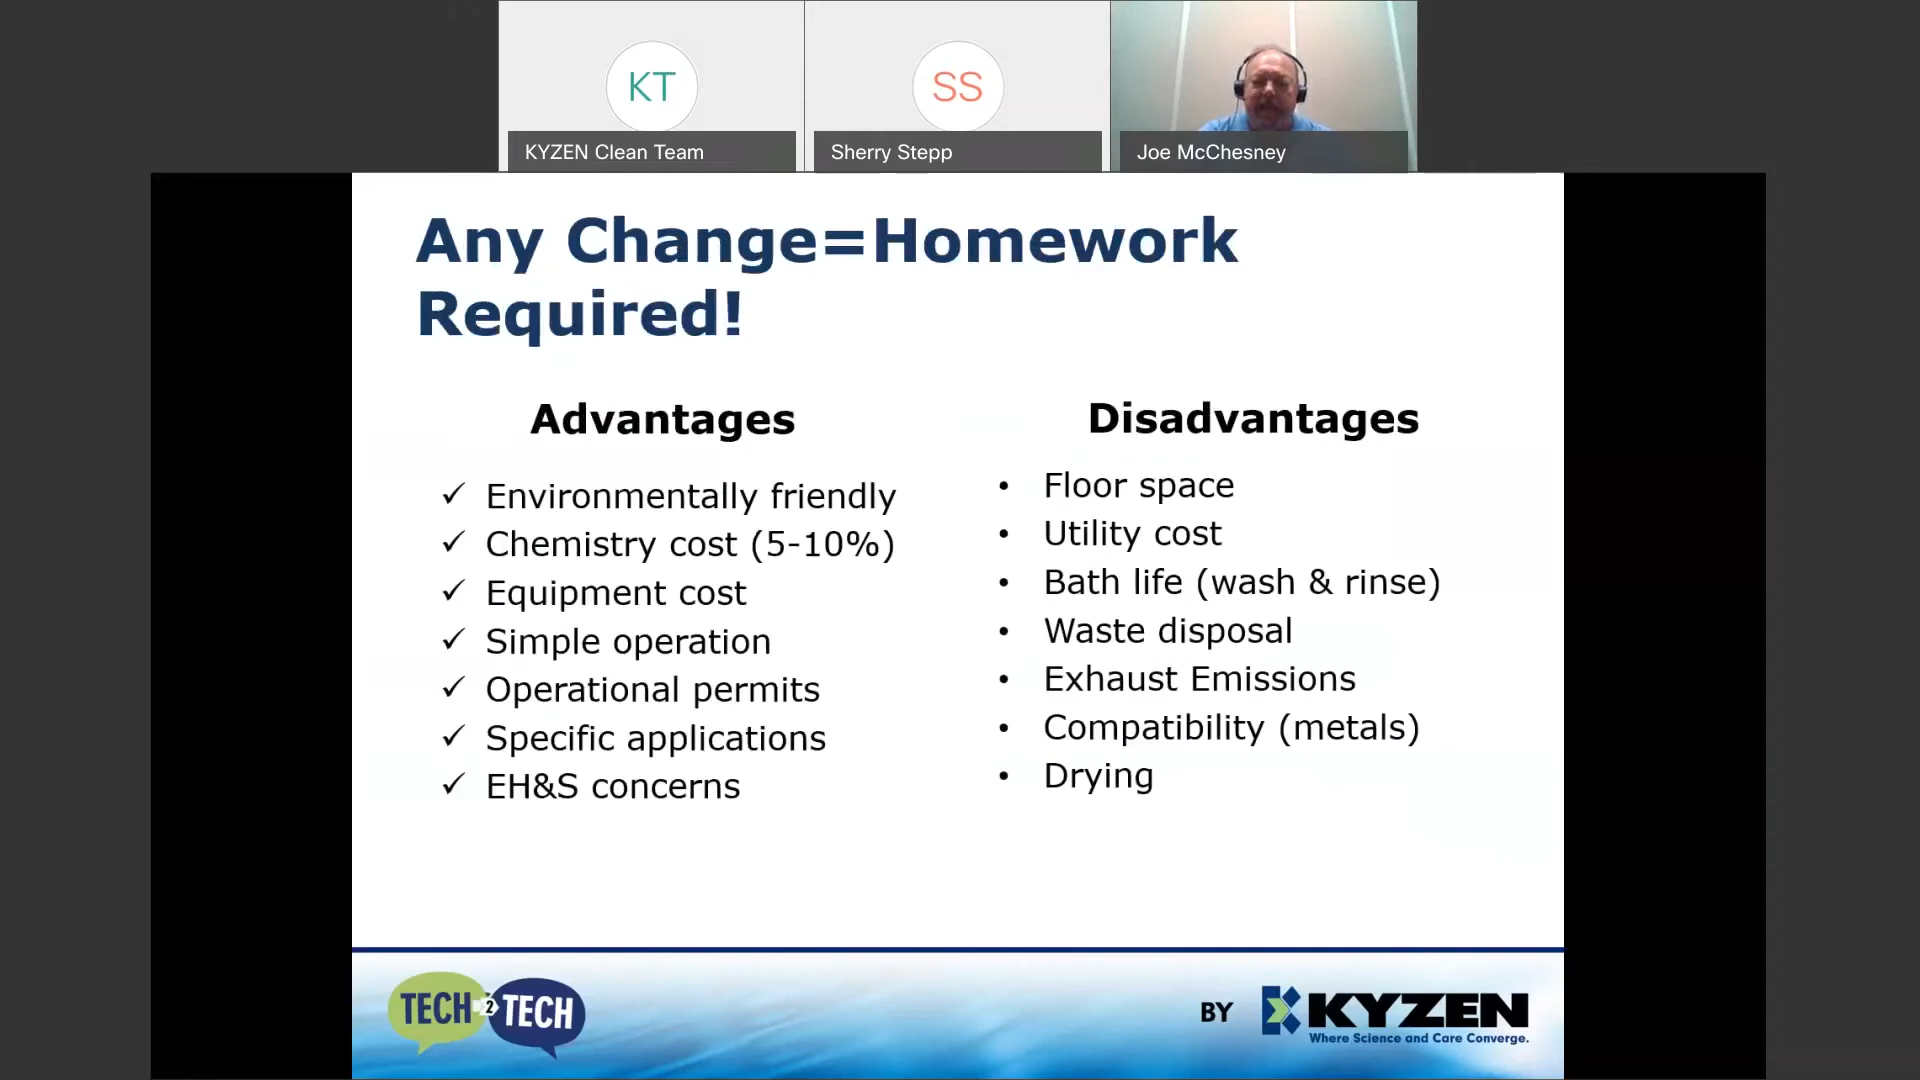 KT
KYZEN Clean Team
SS
Sherry Stepp
Joe McChesney
Any Change=Homework
Required!
Advantages
✓ Environmentally friendly
✓ Chemistry cost (5-10%)
✓ Equipment cost
✓ Simple operation
✓ Operational permits
✓ Specific applications
✓ EH&S concerns
Disadvantages
• Floor space
• Utility cost
• Bath life (wash & rinse)
• Waste disposal
• Exhaust Emissions
• Compatibility (metals)
• Drying
TECH 2 TECH
BY KYZEN
Where Science and Care Converge.